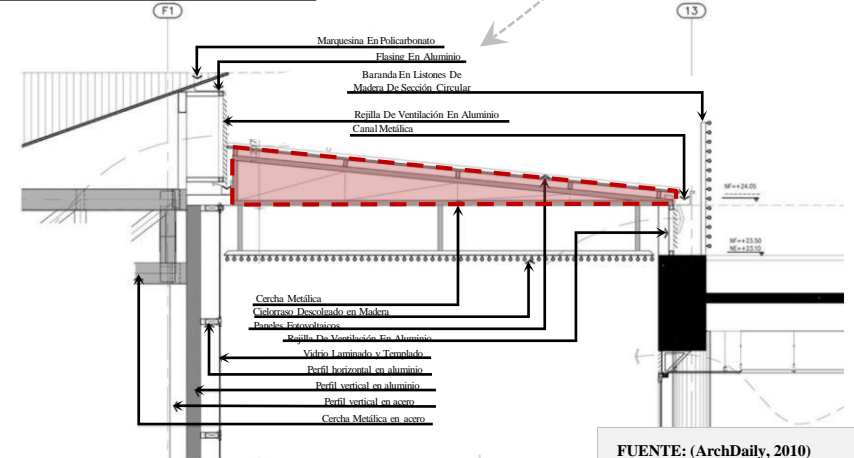 F1
13
Marquesina En Policarbonato
Flasing En Aluminio
Baranda En Listones De
Madera De Sección Circular
Rejilla De Ventilación En Aluminio
Canal Metálica
NF=+24.05
NF=+23.50
NE=+23.10
Cercha Metálica
Cielorraso Descolgado en Madera
Paneles Fotovoltaicos
Rejilla De Ventilación En Aluminio
Vidrio Laminado y Templado
Perfil horizontal en aluminio
Perfil vertical en aluminio
Perfil vertical en acero
Cercha Metálica en acero
FUENTE: (ArchDaily, 2010)